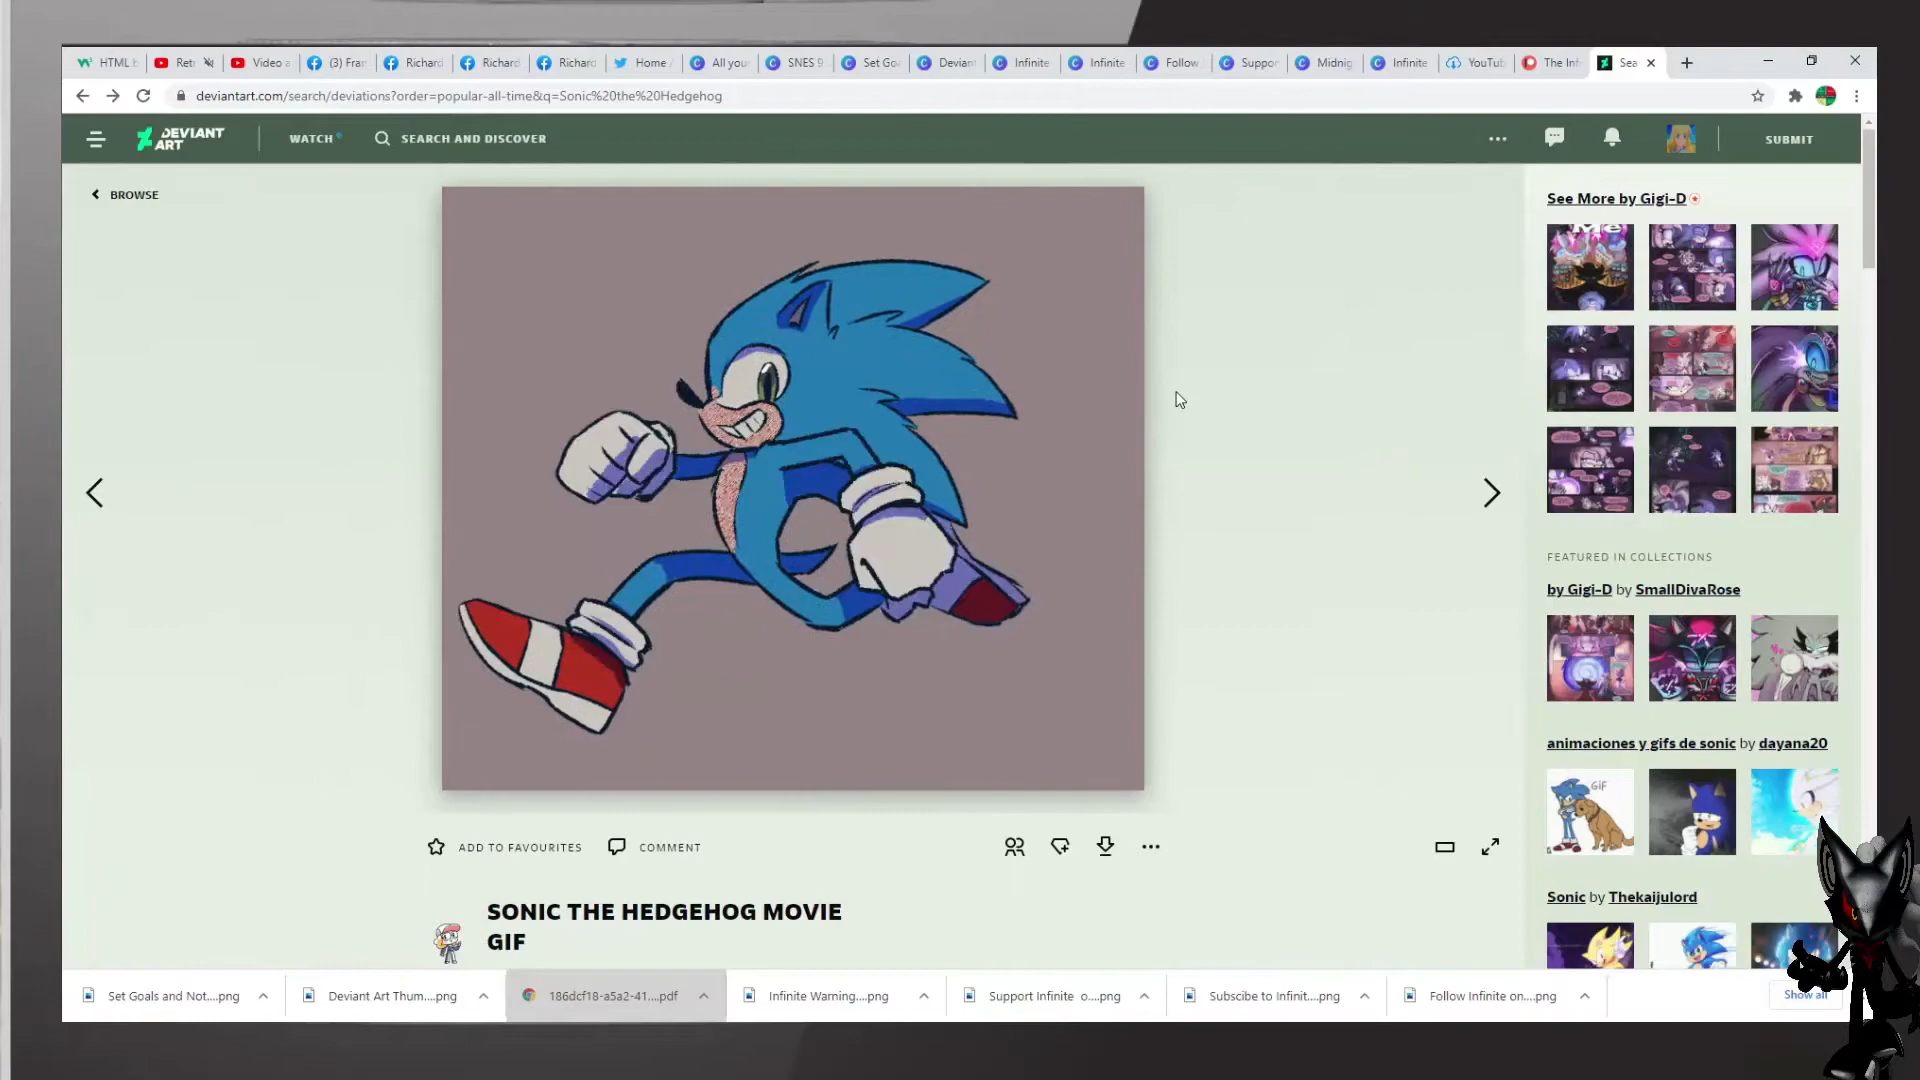 HTML b
Ret
Video a
(3) Fra
Richard
Richard
Richard
Home /
All your
SNES 9
Set Go
Deviant
Infinite
Infinite
Follow
Suppor
Midnig
Infinite
YouTub
The Inf
Sea
deviantart.com/search/deviations?order=popular-all-time&q=Sonic%20the%20Hedgehog
DEVIANT ART
WATCH
SEARCH AND DISCOVER
SUBMIT
BROWSE
See More by Gigi-D
Me
FEATURED IN COLLECTIONS
by Gigi-D by SmallDivaRose
animaciones y gifs de sonic by dayana20
GIF
Sonic by Thekaijulord
ADD TO FAVOURITES
COMMENT
SONIC THE HEDGEHOG MOVIE
GIF
Set Goals and Not....png
Deviant Art Thum....png
186dcf18-a5a2-41....pdf
Infinite Warning....png
Support Infinite o....png
Subscibe to Infinit....png
Follow Infinite on....png
Show all